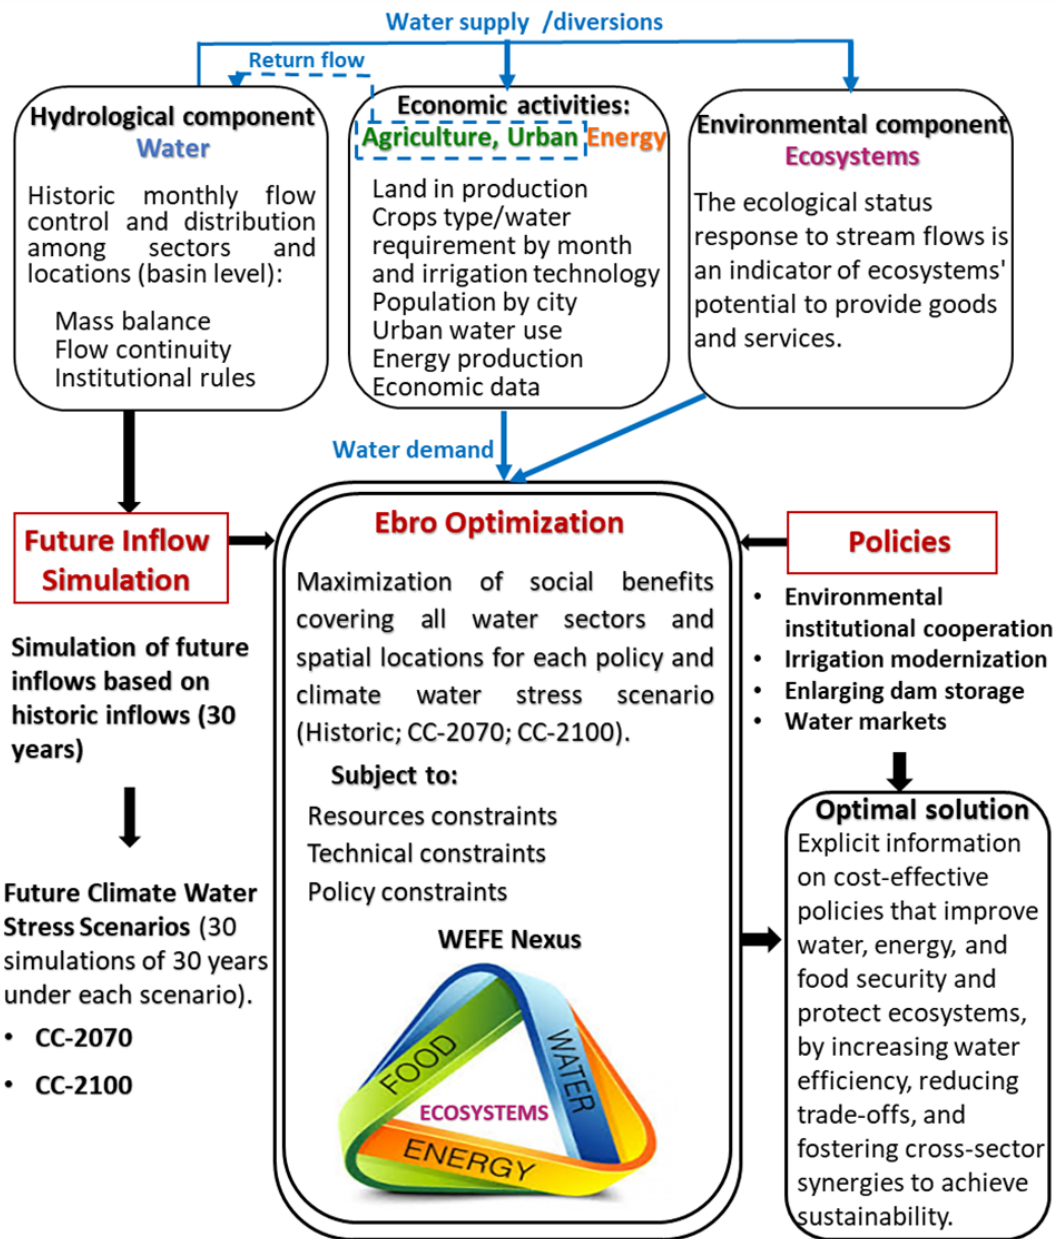 Water supply /diversions
Return flow
Hydrological component
Water
Historic monthly flow
control and distribution
among sectors and
locations (basin level):
Mass balance
Flow continuity
Institutional rules
Economic activities:
Agriculture, Urban Energy
Land in production
Crops type/water
requirement by month
and irrigation technology
Population by city
Urban water use
Energy production
Economic data
Environmental component
Ecosystems
The ecological status
response to stream flows is
an indicator of ecosystems'
potential to provide goods
and services.
Water demand
Future Inflow
Simulation
Simulation of future
inflows based on
historic inflows (30
years)
Future Climate Water
Stress Scenarios (30
simulations of 30 years
under each scenario).
• CC-2070
• CC-2100
Ebro Optimization
Maximization of social benefits
covering all water sectors and
spatial locations for each policy and
climate water stress scenario
(Historic; CC-2070; CC-2100).
Subject to:
Resources constraints
Technical constraints
Policy constraints
WEFE Nexus
FOOD
WATER
ECOSYSTEMS
ENERGY
Policies
• Environmental
institutional cooperation
• Irrigation modernization
• Enlarging dam storage
• Water markets
Optimal solution
Explicit information
on cost-effective
policies that improve
water, energy, and
food security and
protect ecosystems,
by increasing water
efficiency, reducing
trade-offs, and
fostering cross-sector
synergies to achieve
sustainability.